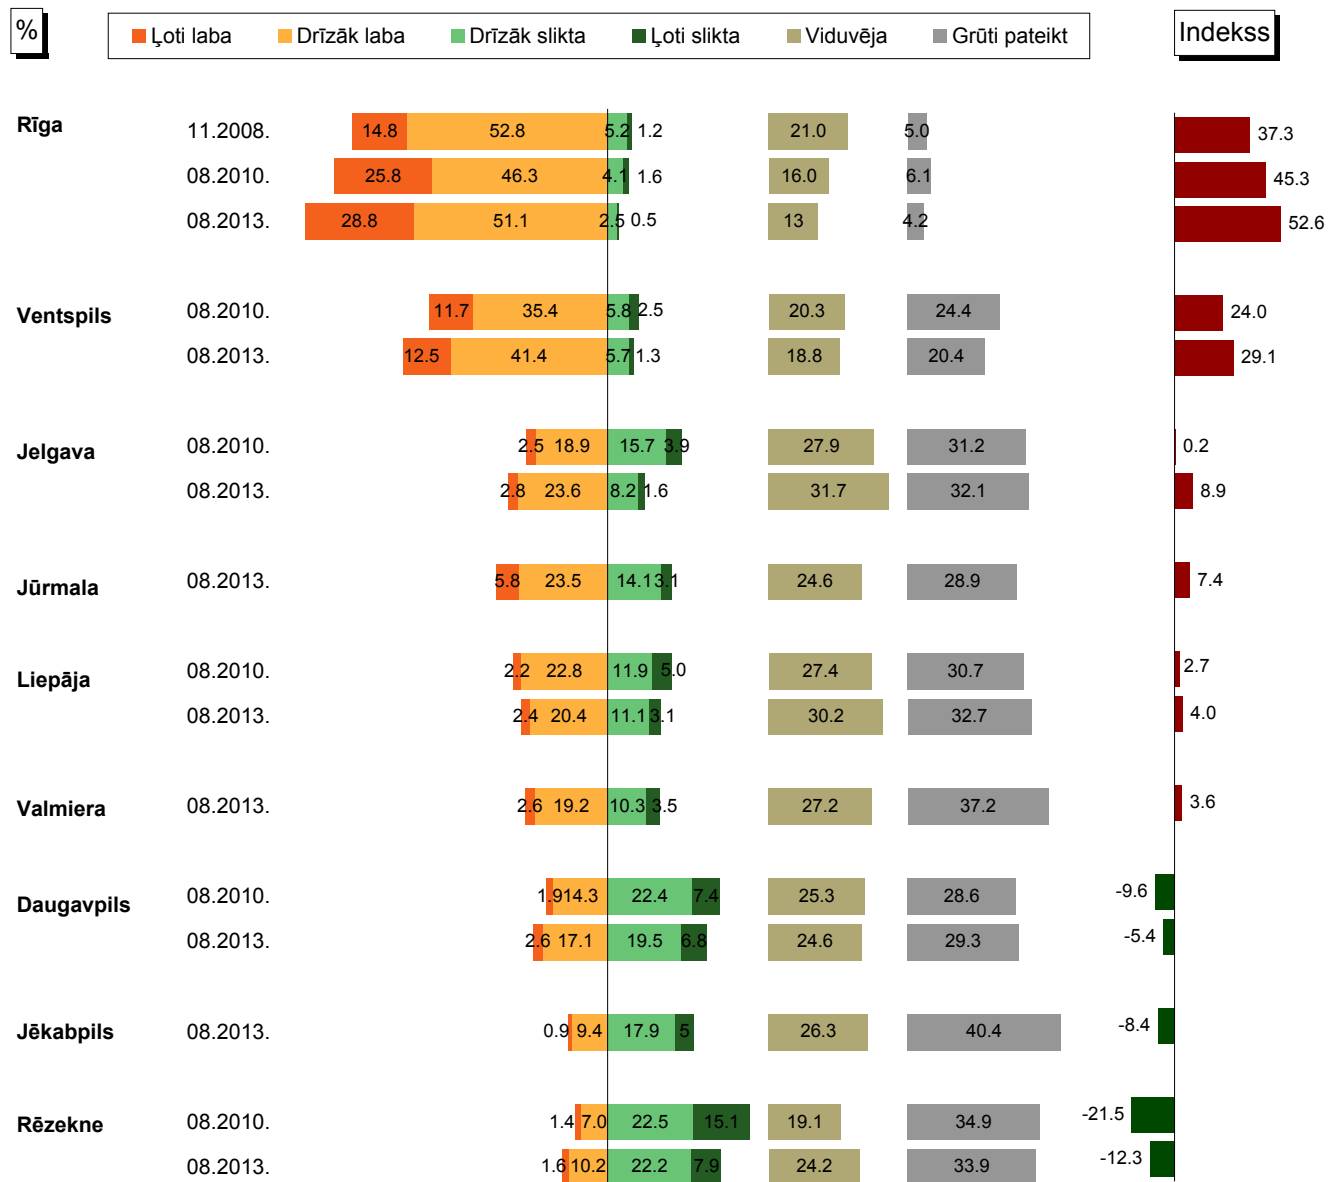 % Ļoti laba Drīzāk laba Drīzāk slikta Ļoti slikta Viduvēja Grūti pateikt Indekss
Rīga 11.2008. 14.8 52.8 5.2 1.2 21.0 5.0 37.3
08.2010. 25.8 46.3 4.1 1.6 16.0 6.1 45.3
08.2013. 28.8 51.1 2.5 0.5 13 4.2 52.6
Ventspils 08.2010. 11.7 35.4 5.8 2.5 20.3 24.4 24.0
08.2013. 12.5 41.4 5.7 1.3 18.8 20.4 29.1
Jelgava 08.2010. 2.5 18.9 15.7 3.9 27.9 31.2 0.2
08.2013. 2.8 23.6 8.2 1.6 31.7 32.1 8.9
Jūrmala 08.2013. 5.8 23.5 14.1 3.1 24.6 28.9 7.4
Liepāja 08.2010. 2.2 22.8 11.9 5.0 27.4 30.7 2.7
08.2013. 2.4 20.4 11.1 3.1 30.2 32.7 4.0
Valmiera 08.2013. 2.6 19.2 10.3 3.5 27.2 37.2 3.6
Daugavpils 08.2010. 1.9 14.3 22.4 7.4 25.3 28.6 -9.6
08.2013. 2.6 17.1 19.5 6.8 24.6 29.3 -5.4
Jēkabpils 08.2013. 0.9 9.4 17.9 5 26.3 40.4 -8.4
Rēzekne 08.2010. 1.4 7.0 22.5 15.1 19.1 34.9 -21.5
08.2013. 1.6 10.2 22.2 7.9 24.2 33.9 -12.3